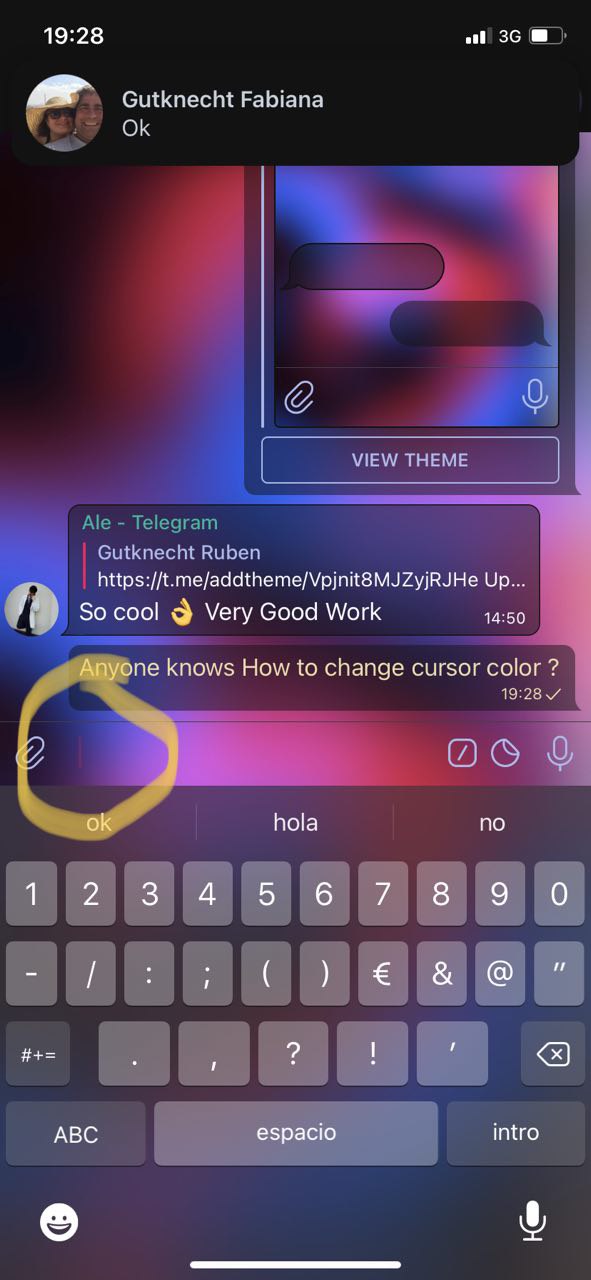 19:28
3G
Gutknecht Fabiana
Ok
VIEW THEME
Ale - Telegram
Gutknecht Ruben
https://t.me/addtheme/Vpjnit8MJZyjRJHe Up...
So cool 👌 Very Good Work
14:50
Anyone knows How to change cursor color ?
19:28
ok hola no
1 2 3 4 5 6 7 8 9 0
- / : ; ( ) € & @ "
#+= . , ? ! ’
ABC espacio intro